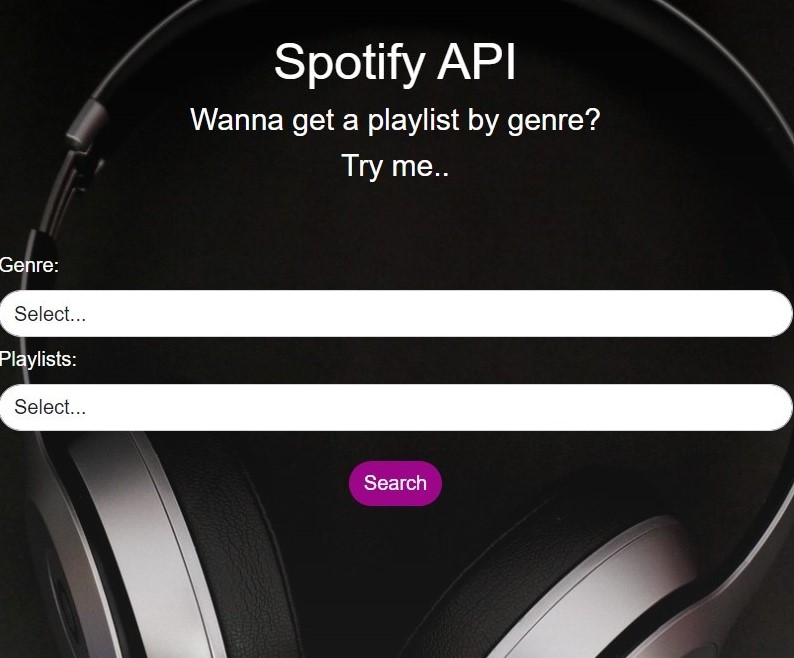 Spotify API
Wanna get a playlist by genre?
Try me..
Genre:
Select...
Playlists:
Select...
Search